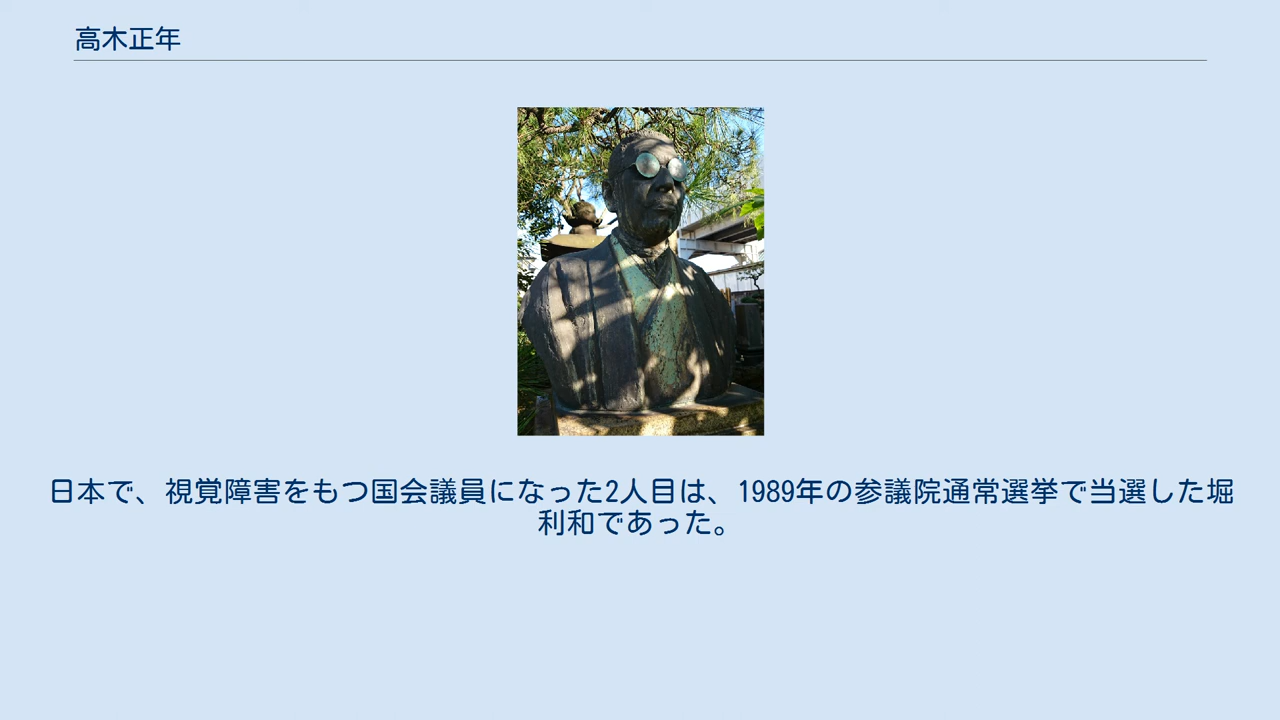 高木正年
日本で、視覚障害をもつ国会議員になった2人目は、1989年の参議院通常選挙で当選した堀
利和であった。